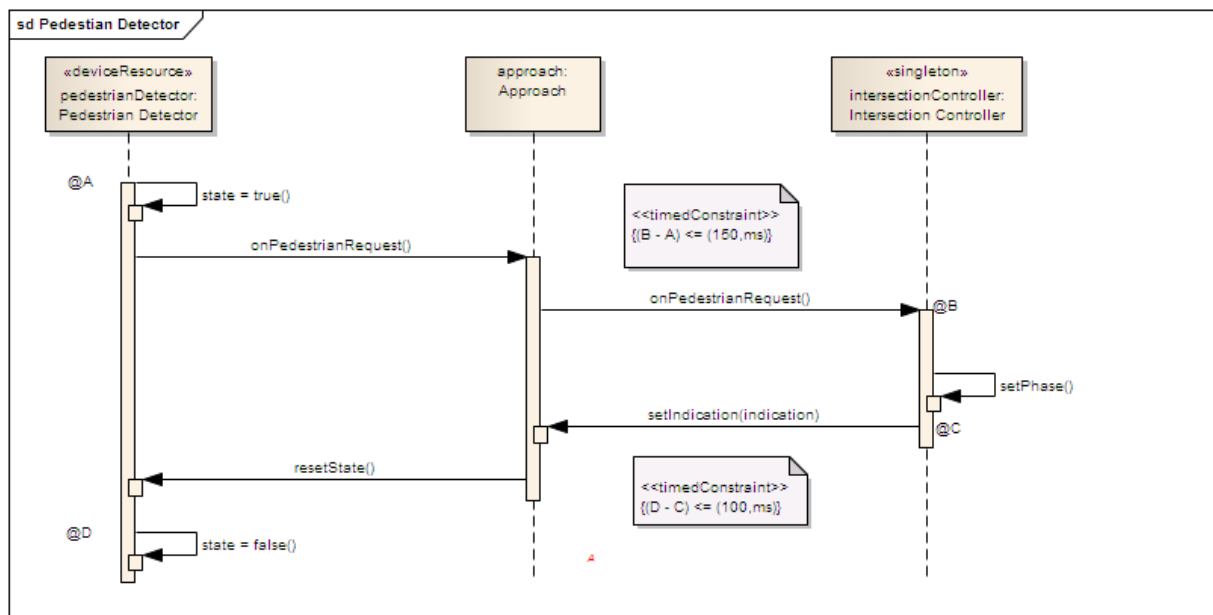 sd Pedestian Detector
«deviceResource»
pedestrianDetector:
Pedestrian Detector
approach:
Approach
«singleton»
intersectionController:
Intersection Controller
@A
state = true()
<<timedConstraint>>
{(B - A) <= (150,ms)}
onPedestrianRequest()
onPedestrianRequest()
@B
setPhase()
setIndication(indication)
@C
resetState()
<<timedConstraint>>
{(D - C) <= (100,ms)}
@D
state = false()
A